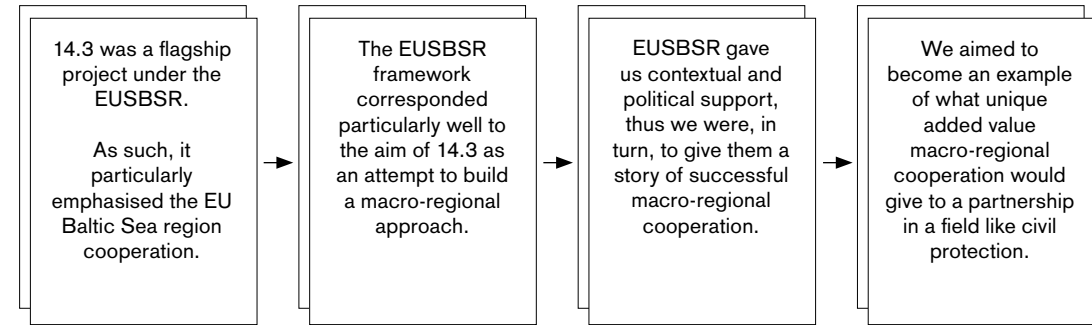 14.3 was a flagship
project under the
EUSBSR.
As such, it
particularly
emphasised the EU
Baltic Sea region
cooperation.
The EUSBSR
framework
corresponded
particularly well to
the aim of 14.3 as
an attempt to build
a macro-regional
approach.
EUSBSR gave
us contextual and
political support,
thus we were, in
turn, to give them a
story of successful
macro-regional
cooperation.
We aimed to
become an example
of what unique
added value
macro-regional
cooperation would
give to a partnership
in a field like civil
protection.